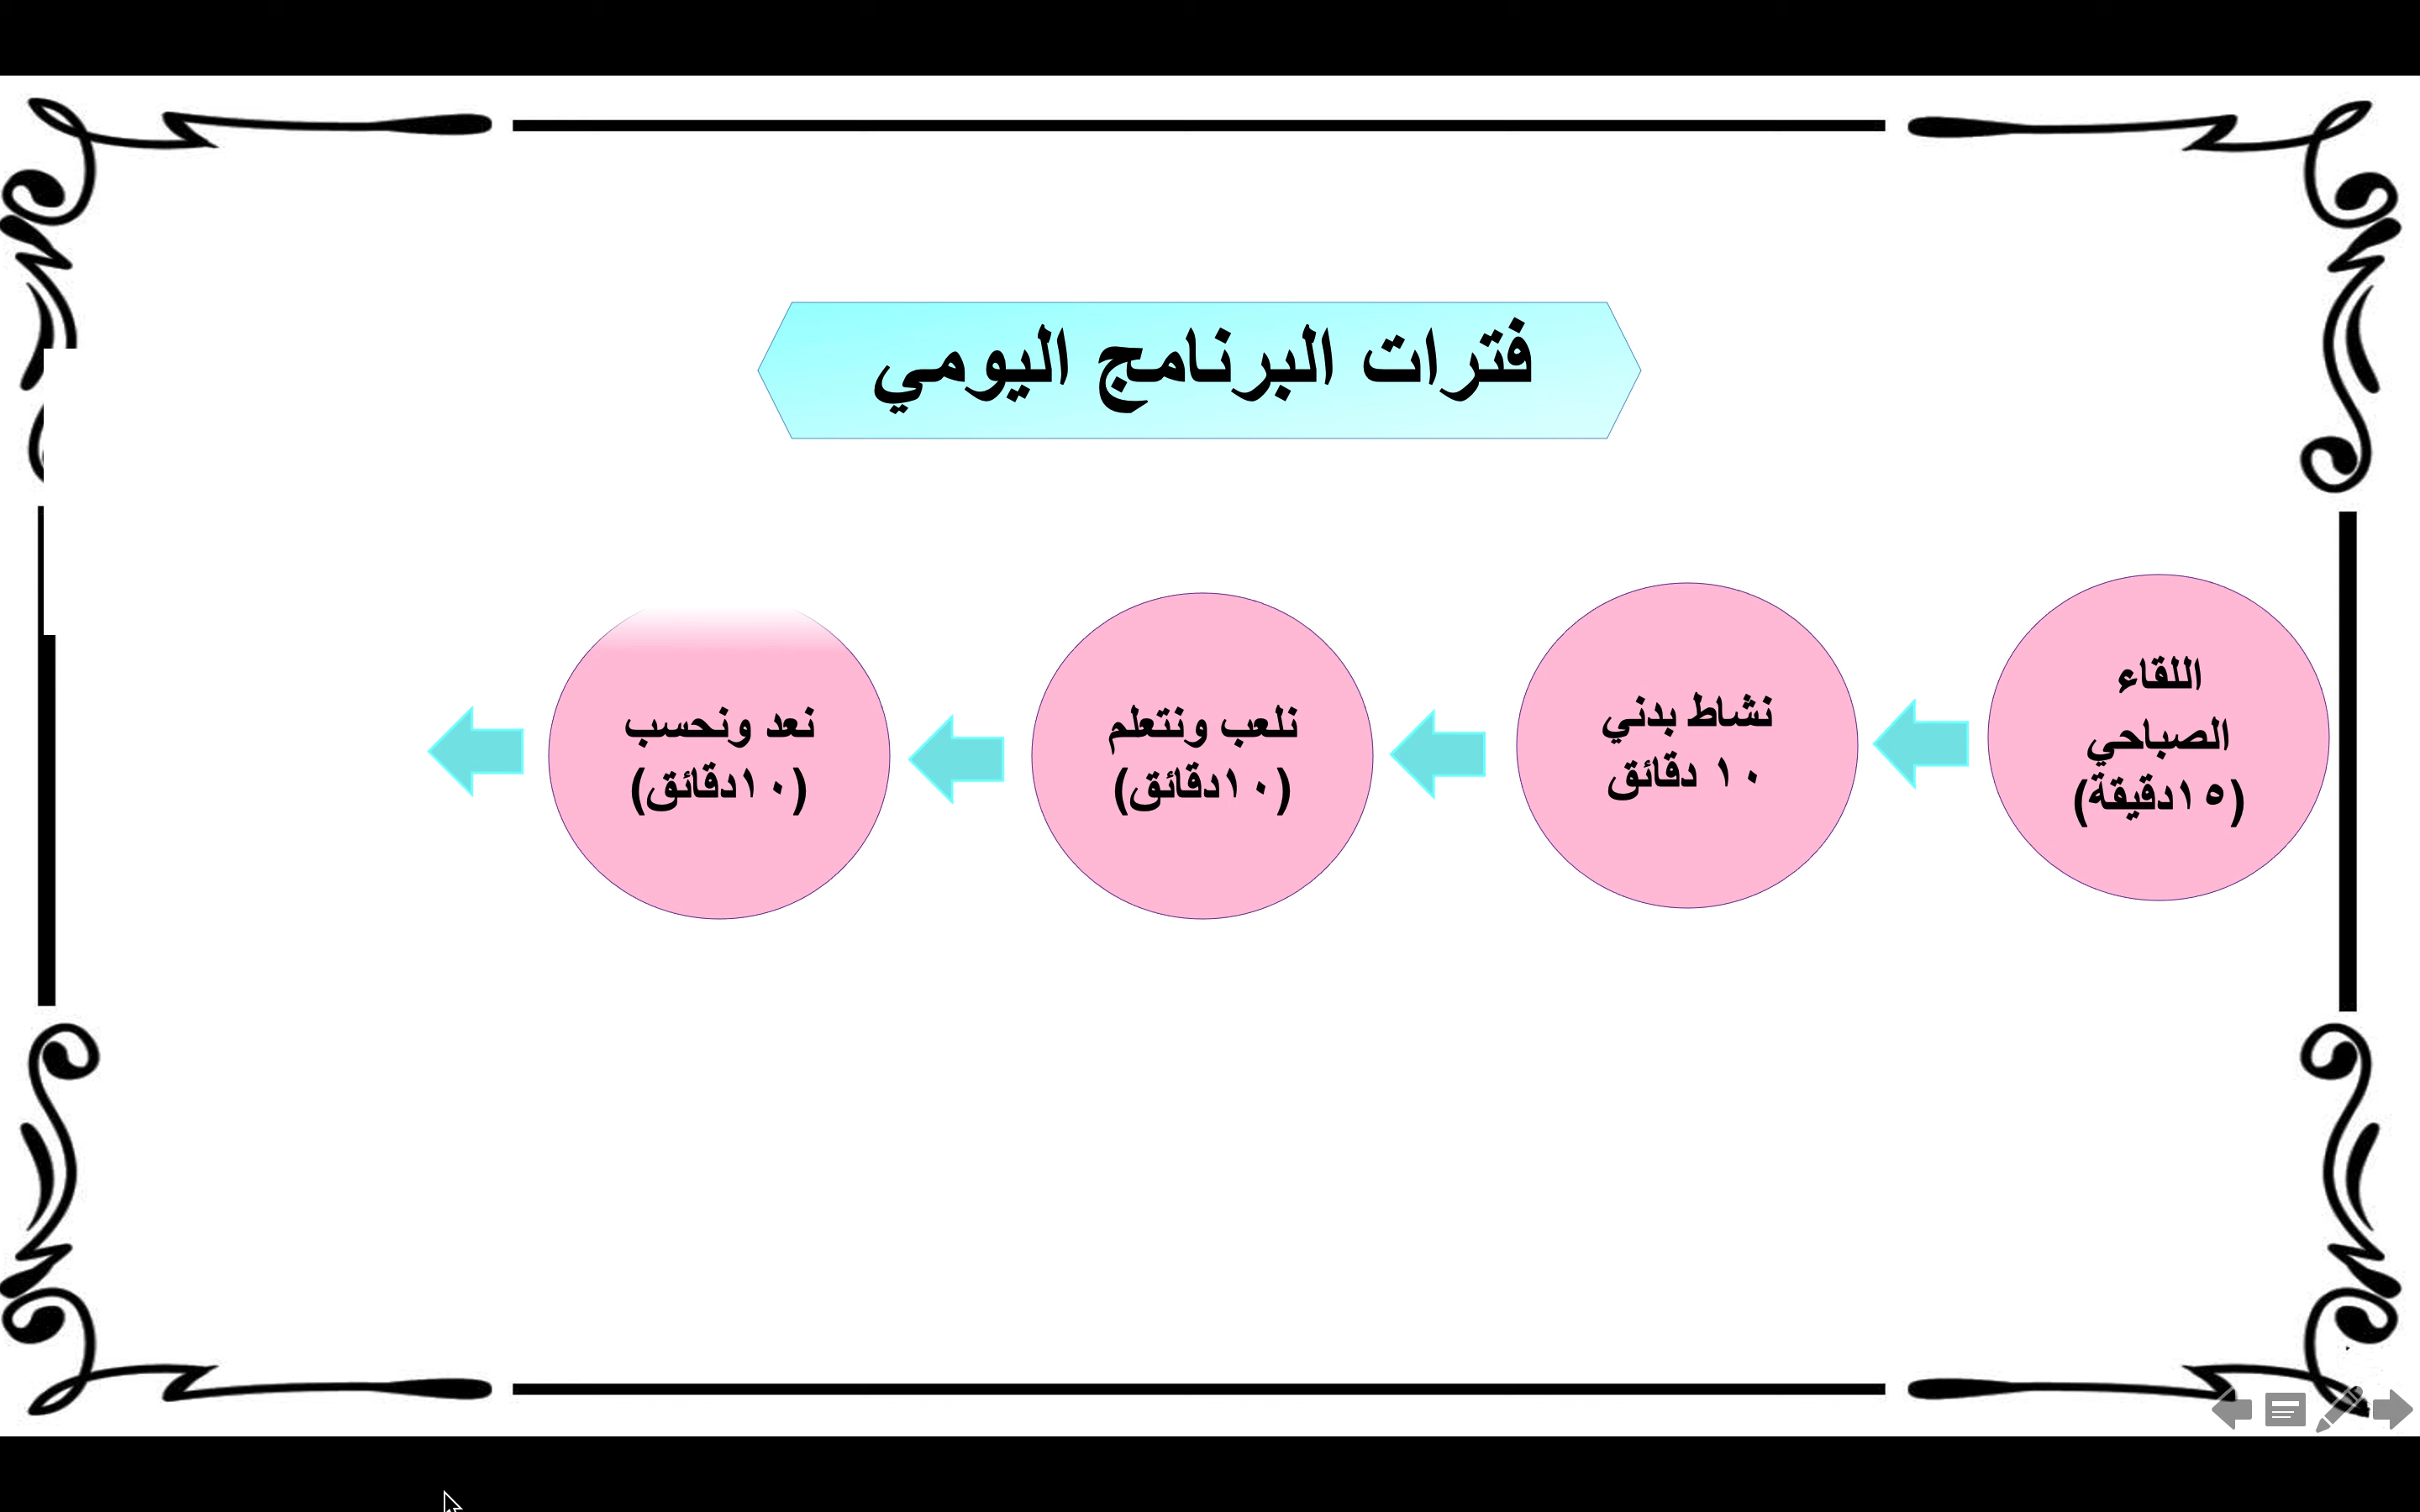 فترات البرنامج اليومي
اللقاء
الصباحي
(١٥دقيقة)
نشاط بدني
١٠ دقائق
نلعب ونتعلم
(١٠دقائق)
نعد ونحسب
(١٠دقائق)